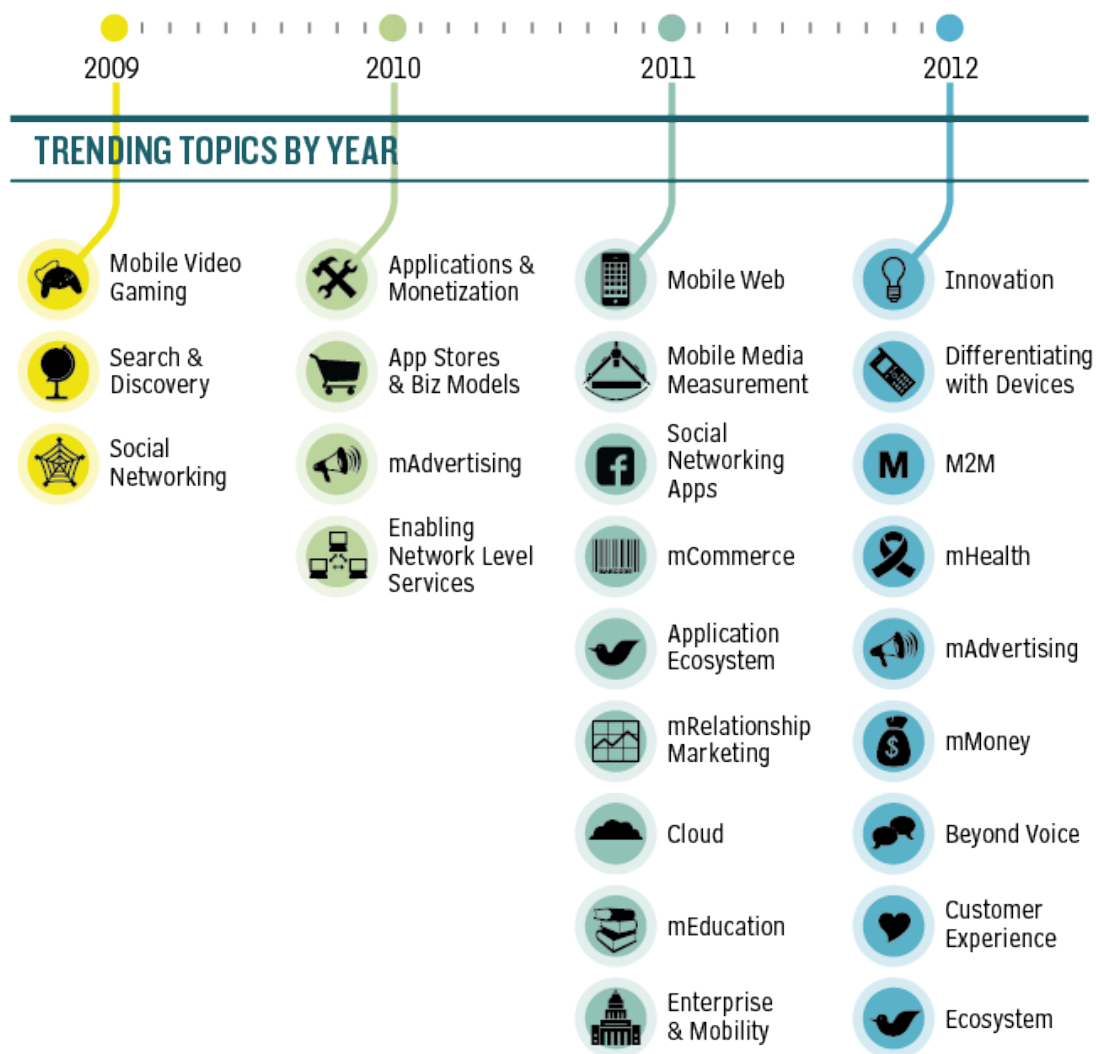 2009
2010
2011
2012
TRENDING TOPICS BY YEAR
Mobile Video
Gaming
Search &
Discovery
Social
Networking
Applications &
Monetization
App Stores
& Biz Models
mAdvertising
Enabling
Network Level
Services
Mobile Web
Mobile Media
Measurement
Social
Networking
Apps
mCommerce
Application
Ecosystem
mRelationship
Marketing
Cloud
mEducation
Enterprise
& Mobility
Innovation
Differentiating
with Devices
M
M2M
mHealth
mAdvertising
$
mMoney
Beyond Voice
Customer
Experience
Ecosystem